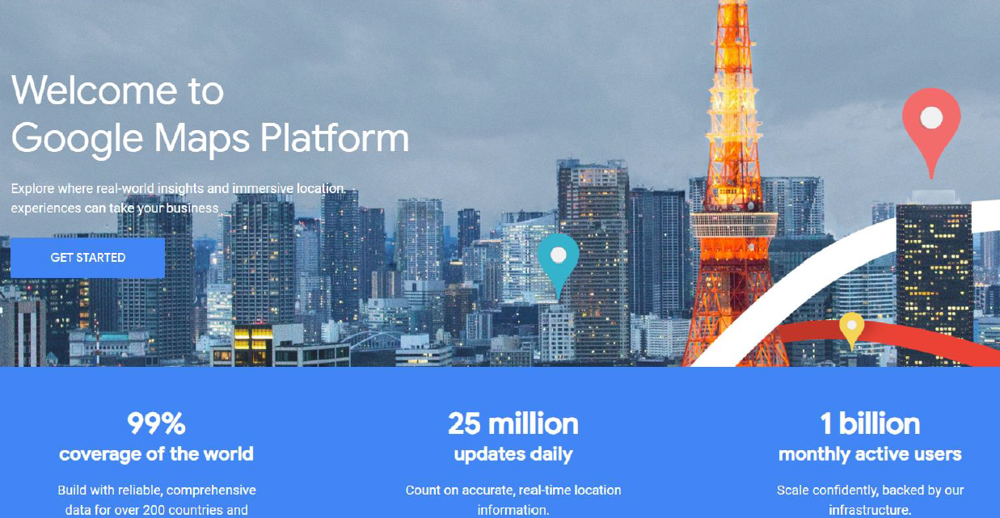 Welcome to
Google Maps Platform
Explore where real-world insights and immersive location
experiences can take your business
GET STARTED
99%
coverage of the world
Build with reliable, comprehensive
data for over 200 countries and
25 million
updates daily
Count on accurate, real-time location
information.
1 billion
monthly active users
Scale confidently, backed by our
infrastructure.